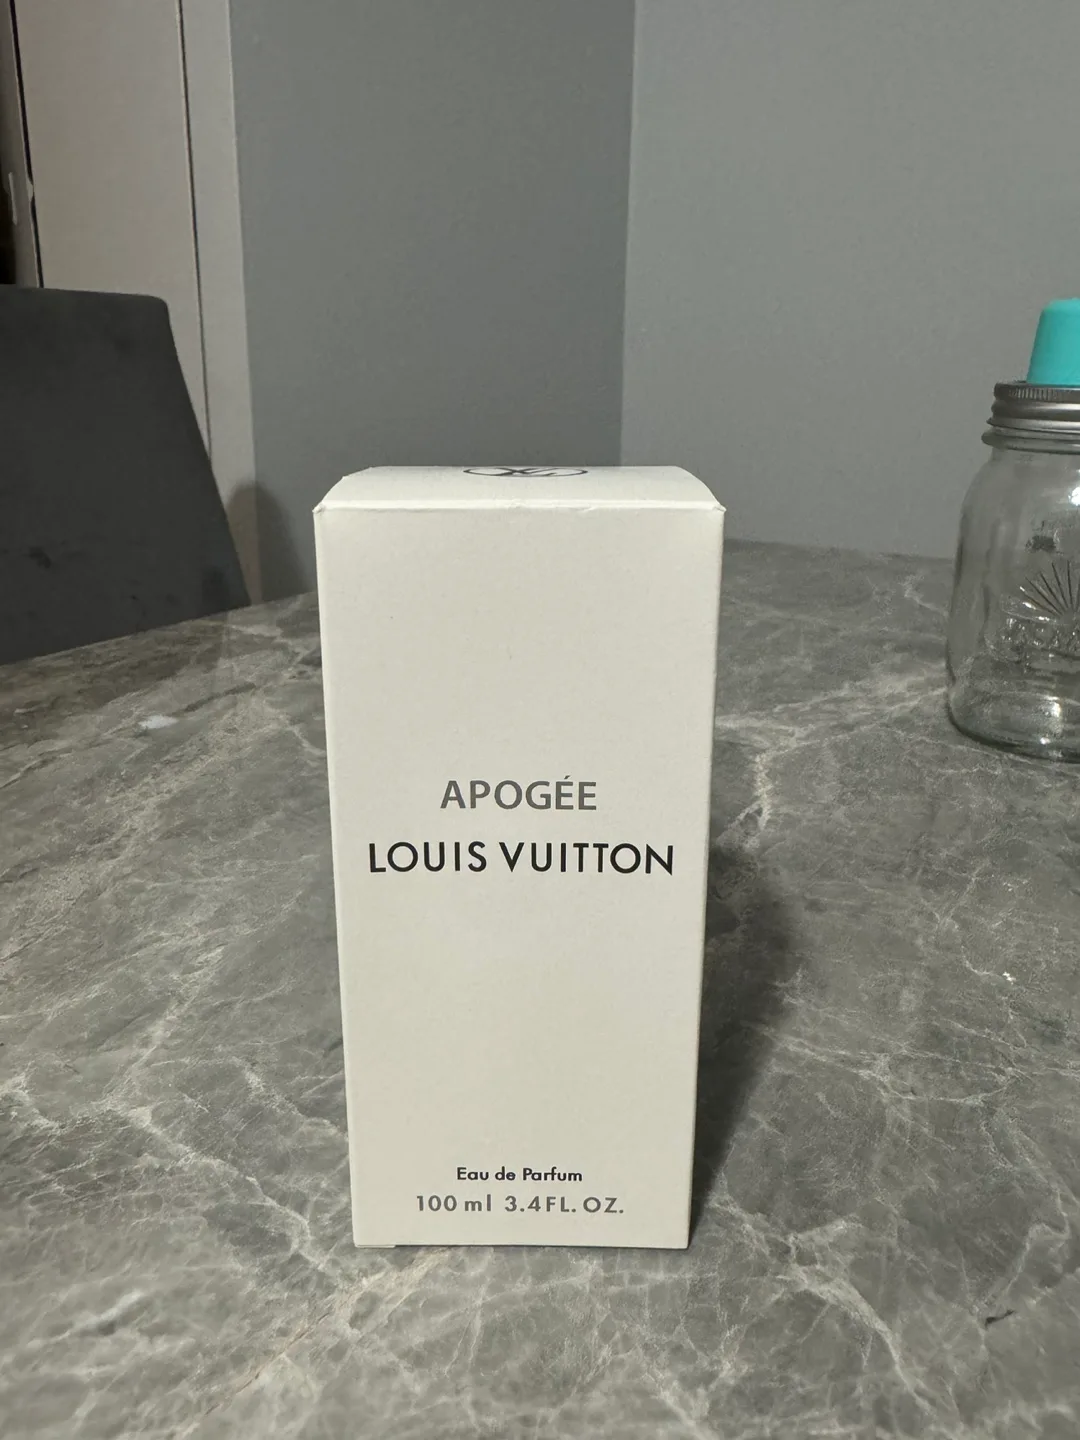 APOGÉE
LOUIS VUITTON
Eau de Parfum
100 ml 3.4FL. OZ.